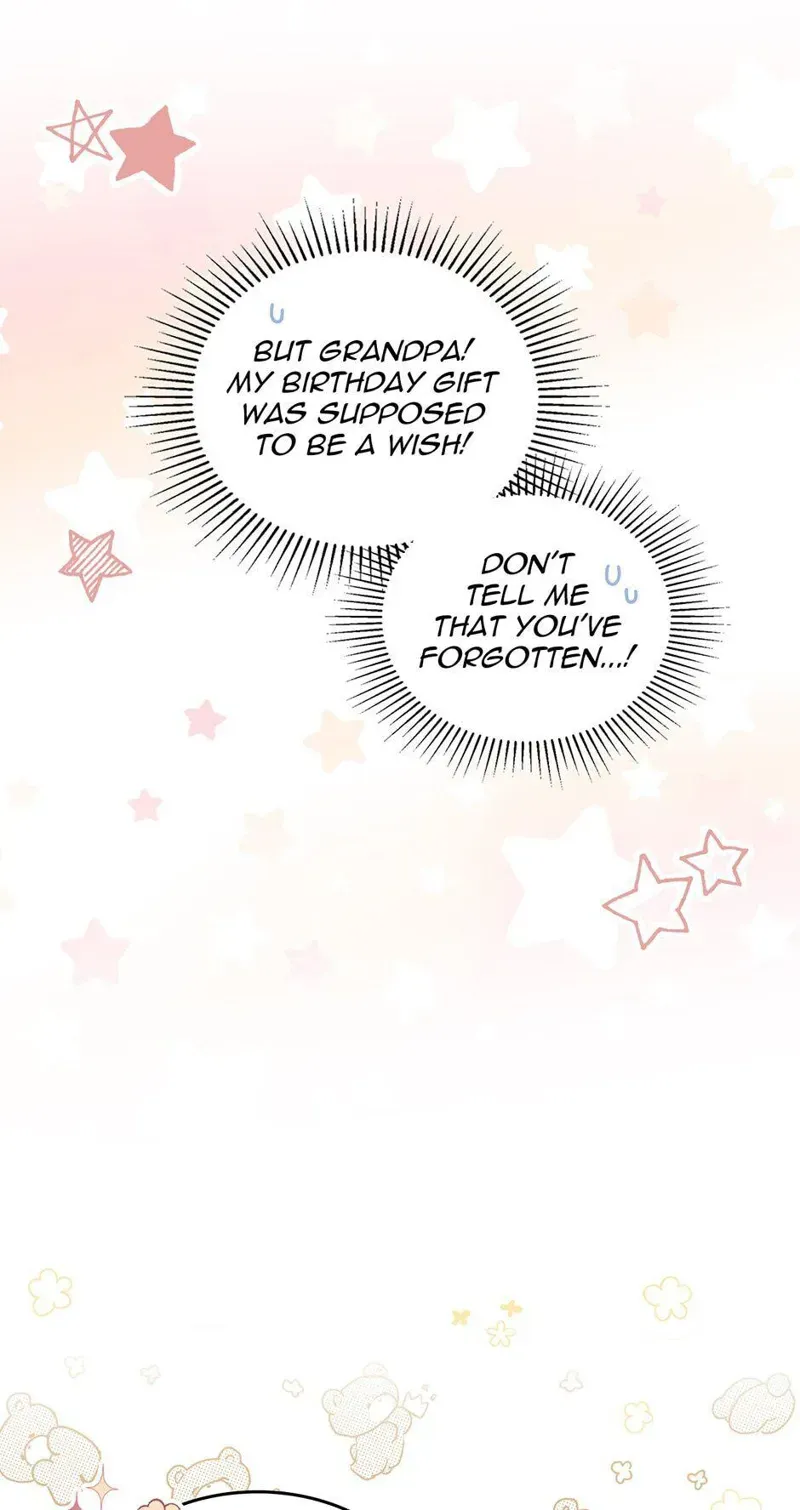 BUT GRANDPA!
MY BIRTHDAY GIFT
WAS SUPPOSED
TO BE A WISH!
DON'T
TELL ME
THAT YOU'VE
FORGOTTEN...!